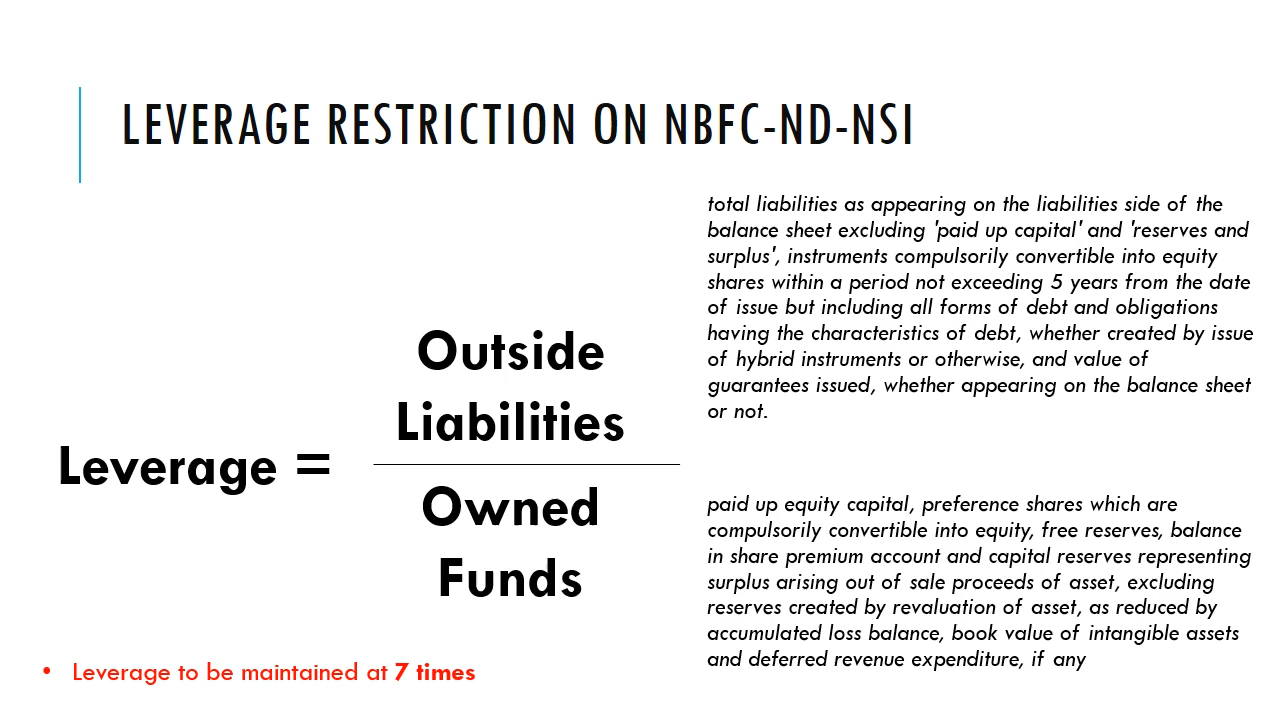 LEVERAGE RESTRICTION ON NBFC-ND-NSI
total liabilities as appearing on the liabilities side of the
balance sheet excluding 'paid up capital' and 'reserves and
surplus', instruments compulsorily convertible into equity
shares within a period not exceeding 5 years from the date
of issue but including all forms of debt and obligations
having the characteristics of debt, whether created by issue
of hybrid instruments or otherwise, and value of
guarantees issued, whether appearing on the balance sheet
or not.
Leverage =
Outside
Liabilities
Owned
Funds
paid up equity capital, preference shares which are
compulsorily convertible into equity, free reserves, balance
in share premium account and capital reserves representing
surplus arising out of sale proceeds of asset, excluding
reserves created by revaluation of asset, as reduced by
accumulated loss balance, book value of intangible assets
and deferred revenue expenditure, if any
• Leverage to be maintained at 7 times